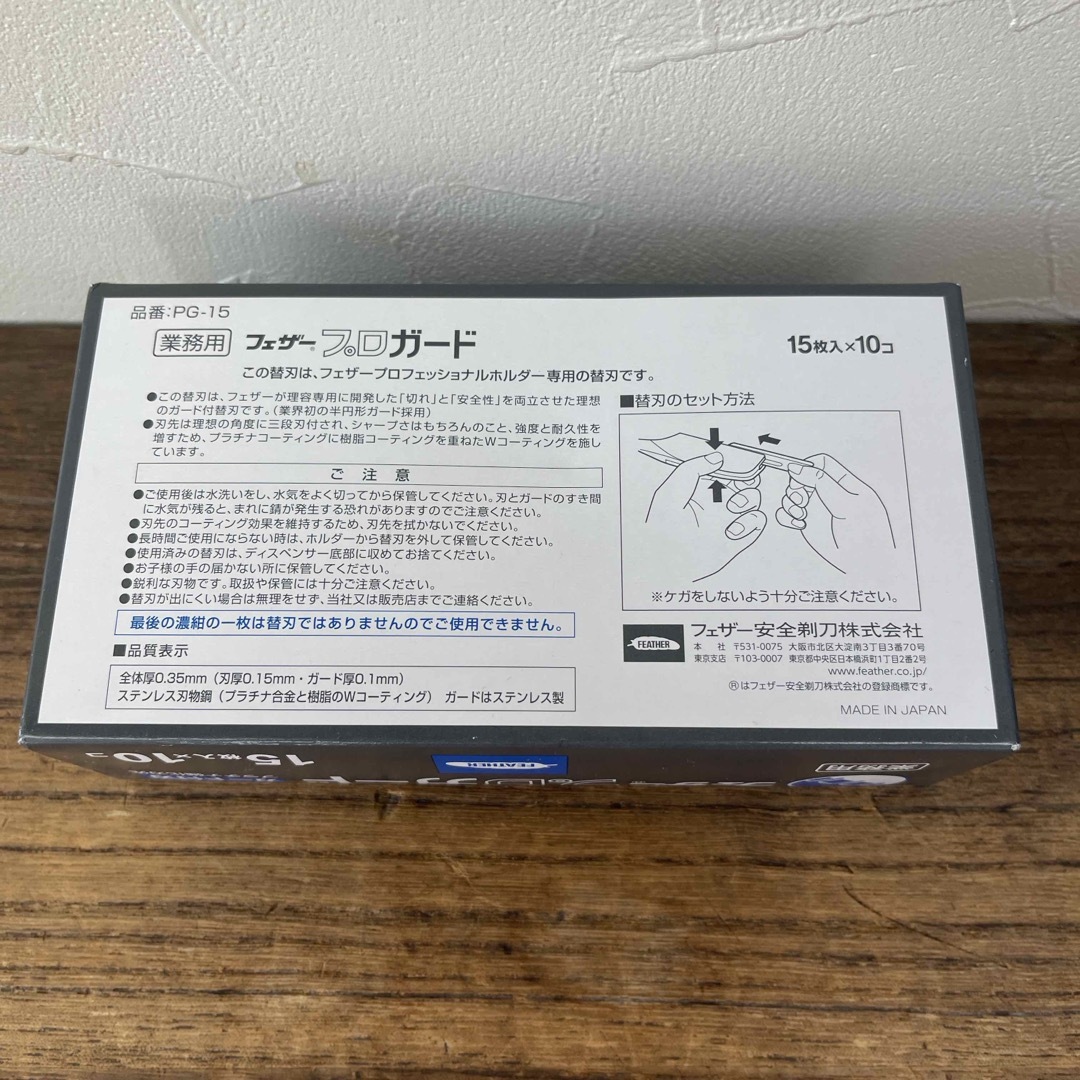 品番:PG-15
業務用 フェザー® プロガード
15枚入×10コ
この替刃は、フェザープロフェッショナルホルダー専用の替刃です。
●この替刃は、フェザーが理容専用に開発した「切れ」と「安全性」を両立させた理想
のガード付替刃です。（業界初の半円形ガード採用）
●刃先は理想の角度に三段刃付され、シャープさはもちろんのこと、強度と耐久性を
増すため、プラチナコーティングに樹脂コーティングを重ねたWコーティングを施し
ています。
ご注意
●ご使用後は水洗いをし、水気をよく切ってから保管してください。刃とガードのすき間
に水気が残ると、まれに錆が発生する恐れがありますのでご注意ください。
●刃先のコーティング効果を維持するため、刃先を拭かないでください。
●長時間ご使用にならない時は、ホルダーから替刃を外して保管してください。
●使用済みの替刃は、ディスペンサー底部に収めてお捨てください。
●お子様の手の届かない所に保管してください。
●鋭利な刃物です。取扱や保管には十分ご注意ください。
●替刃が出にくい場合は無理をせず、当社又は販売店までご連絡ください。
最後の濃紺の一枚は替刃ではありませんのでご使用できません。
■品質表示
全体厚0.35mm（刃厚0.15mm・ガード厚0.1mm）
ステンレス刃物鋼（プラチナ合金と樹脂のWコーティング） ガードはステンレス製
■替刃のセット方法
※ケガをしないよう十分ご注意ください。
FEATHER
フェザー安全剃刀株式会社
本社 〒531-0075 大阪市北区大淀南3丁目3番70号
東京支店 〒103-0007 東京都中央区日本橋浜町1丁目2番2号
www.feather.co.jp/
®はフェザー安全剃刀株式会社の登録商標です。
MADE IN JAPAN
15枚入×10コ
FEATHER
業務用